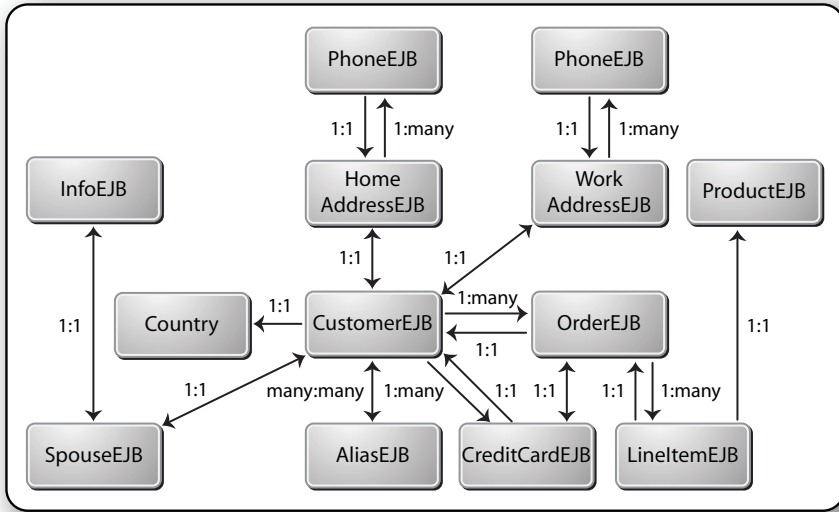 PhoneEJB
PhoneEJB
1:1
1:many
1:1
1:many
InfoEJB
Home
AddressEJB
Work
AddressEJB
ProductEJB
1:1
1:1
1:1
1:many
1:1
Country
CustomerEJB
OrderEJB
1:1
1:1
1:1
many:many
1:many
1:1
1:1
1:1
1:many
SpouseEJB
AliasEJB
CreditCardEJB
LineItemEJB